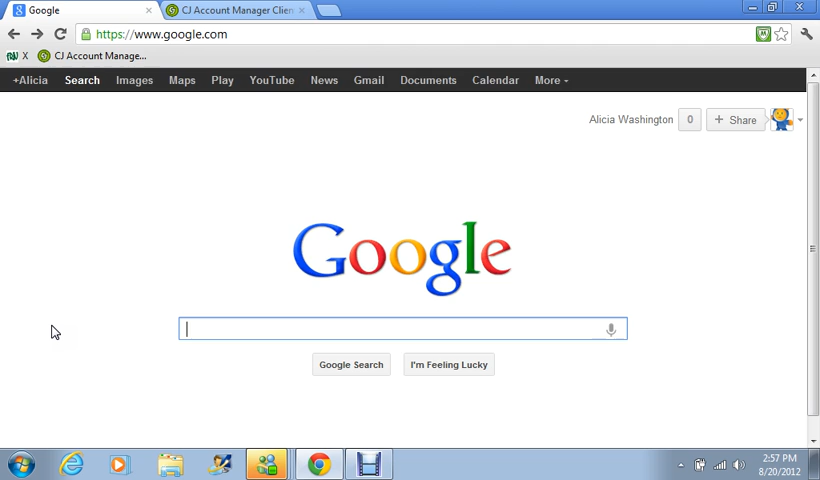 Google
CJ Account Manager Clien
https://www.google.com
X CJ Account Manage...
+Alicia Search Images Maps Play YouTube News Gmail Documents Calendar More
Alicia Washington 0 + Share
Google
Google Search I'm Feeling Lucky
2:57 PM
8/20/2012